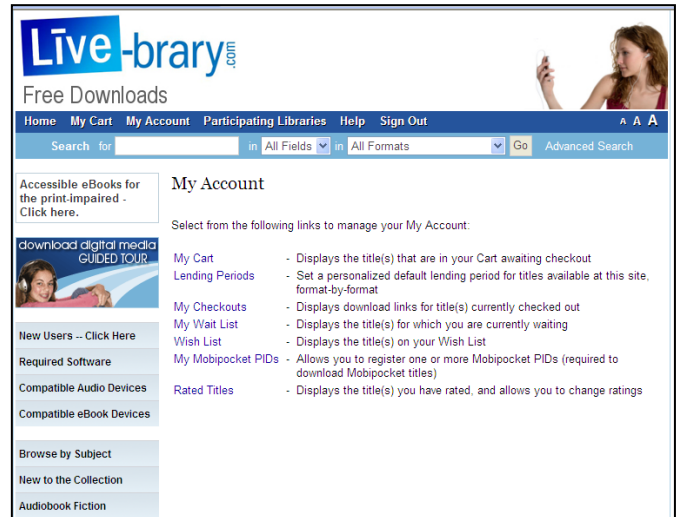 Līve-brary.com
Free Downloads
Home My Cart My Account Participating Libraries Help Sign Out A A A
Search for in All Fields in All Formats Go Advanced Search
Accessible eBooks for
the print-impaired -
Click here.
download digital media
GUIDED TOUR
New Users -- Click Here
Required Software
Compatible Audio Devices
Compatible eBook Devices
Browse by Subject
New to the Collection
Audiobook Fiction
My Account
Select from the following links to manage your My Account:
My Cart - Displays the title(s) that are in your Cart awaiting checkout
Lending Periods - Set a personalized default lending period for titles available at this site,
format-by-format
My Checkouts - Displays download links for title(s) currently checked out
My Wait List - Displays the title(s) for which you are currently waiting
Wish List - Displays the title(s) on your Wish List
My Mobipocket PIDs - Allows you to register one or more Mobipocket PIDs (required to
download Mobipocket titles)
Rated Titles - Displays the title(s) you have rated, and allows you to change ratings